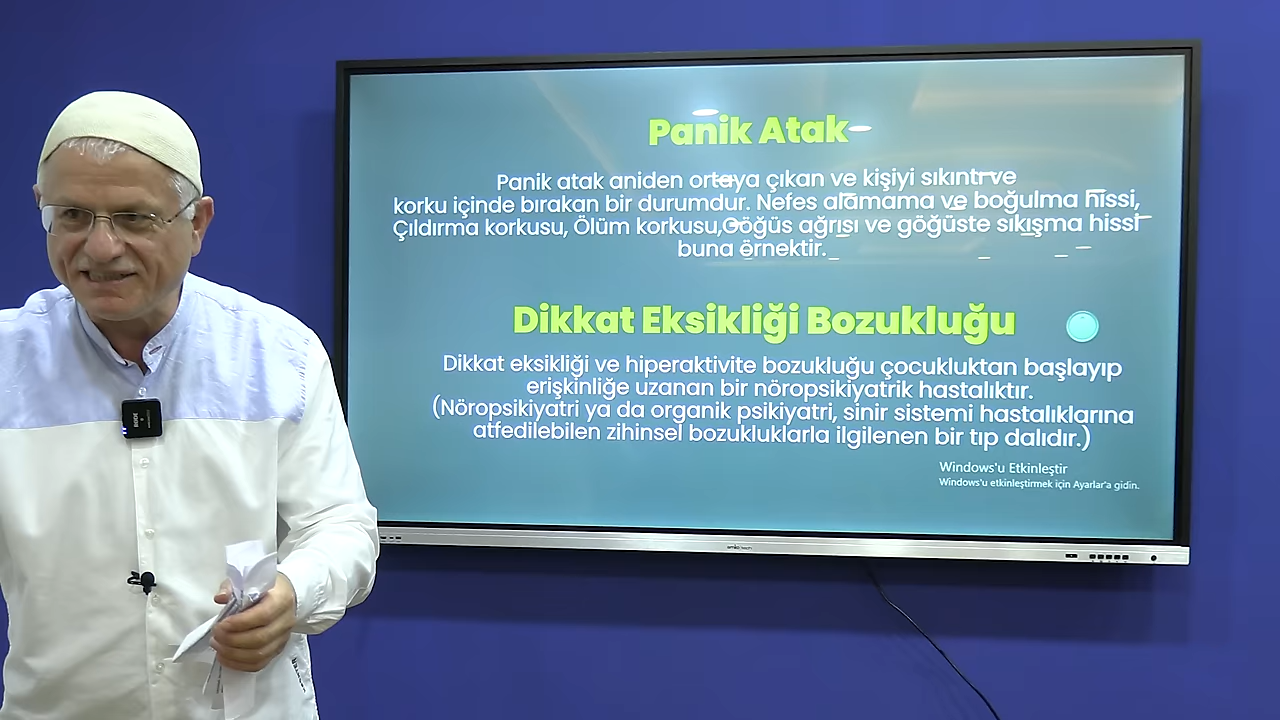 Panik Atak
Panik atak aniden ortaya çıkan ve kişiyi sıkıntı ve
korku içinde bırakan bir durumdur. Nefes alamama ve boğulma hissi,
Çıldırma korkusu, Ölüm korkusu,Göğüs ağrısı ve göğüste sıkışma hissi
buna örnektir.
Dikkat Eksikliği Bozukluğu
Dikkat eksikliği ve hiperaktivite bozukluğu çocukluktan başlayıp
erişkinliğe uzanan bir nöropsikiyatrik hastalıktır.
(Nöropsikiyatri ya da organik psikiyatri, sinir sistemi hastalıklarına
atfedilebilen zihinsel bozukluklarla ilgilenen bir tıp dalıdır.)
Windows'u Etkinleştir
Windows'u etkinleştirmek için Ayarlar'a gidin.
RODE